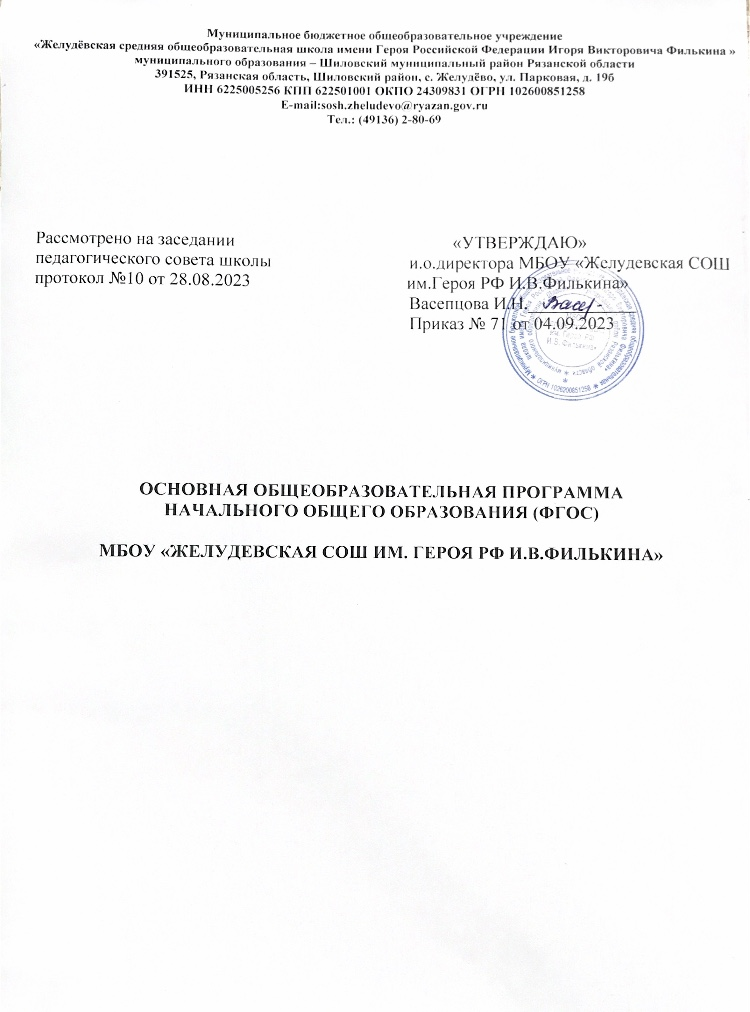 Муниципальное бюджетное общеобразовательное учреждение
«Желудёвская средняя общеобразовательная школа имени Героя Российской Федерации Игоря Викторовича Филькина »
муниципального образования – Шиловский муниципальный район Рязанской области
391525, Рязанская область, Шиловский район, с. Желудёво, ул. Парковая, д. 19б
ИНН 6225005256 КПП 622501001 ОКПО 24309831 ОГРН 102600851258
E-mail:sosh.zheludevo@ryazan.gov.ru
Тел.: (49136) 2-80-69
Рассмотрено на заседании
педагогического совета школы
протокол №10 от 28.08.2023
«УТВЕРЖДАЮ»
и.о.директора МБОУ «Желудевская СОШ
им.Героя РФ И.В.Филькина»
Васепцова И.Н.
Приказ № 71 от 04.09.2023
ОСНОВНАЯ ОБЩЕОБРАЗОВАТЕЛЬНАЯ ПРОГРАММА
НАЧАЛЬНОГО ОБЩЕГО ОБРАЗОВАНИЯ (ФГОС)
МБОУ «ЖЕЛУДЕВСКАЯ СОШ ИМ. ГЕРОЯ РФ И.В.ФИЛЬКИНА»